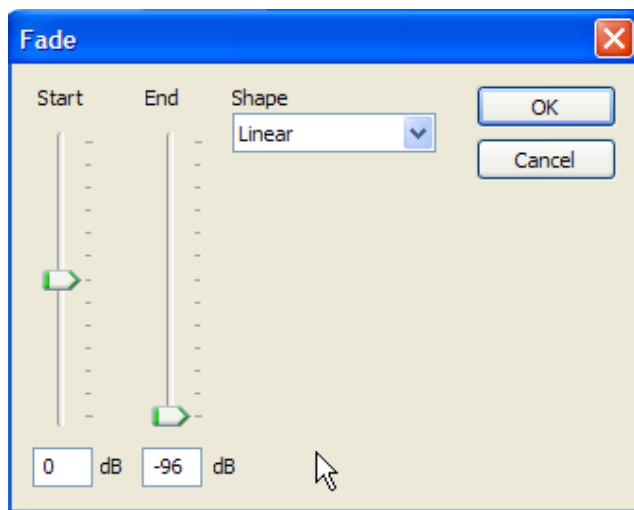 Fade
Start End Shape
Linear
OK
Cancel
0 dB -96 dB